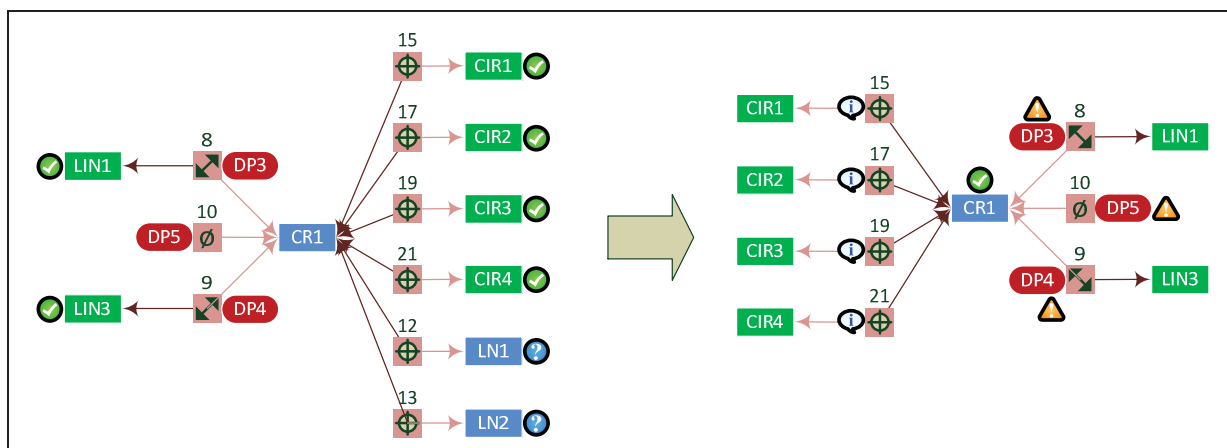 15
CIR1
17
CIR2
8
LIN1
DP3
19
CIR3
10
DP5
ø
CR1
21
CIR4
9
LIN3
DP4
12
LN1
?
13
LN2
?
15
CIR1
i
8
DP3
LIN1
17
CIR2
i
10
CR1
ø
DP5
19
CIR3
i
9
DP4
LIN3
21
CIR4
i